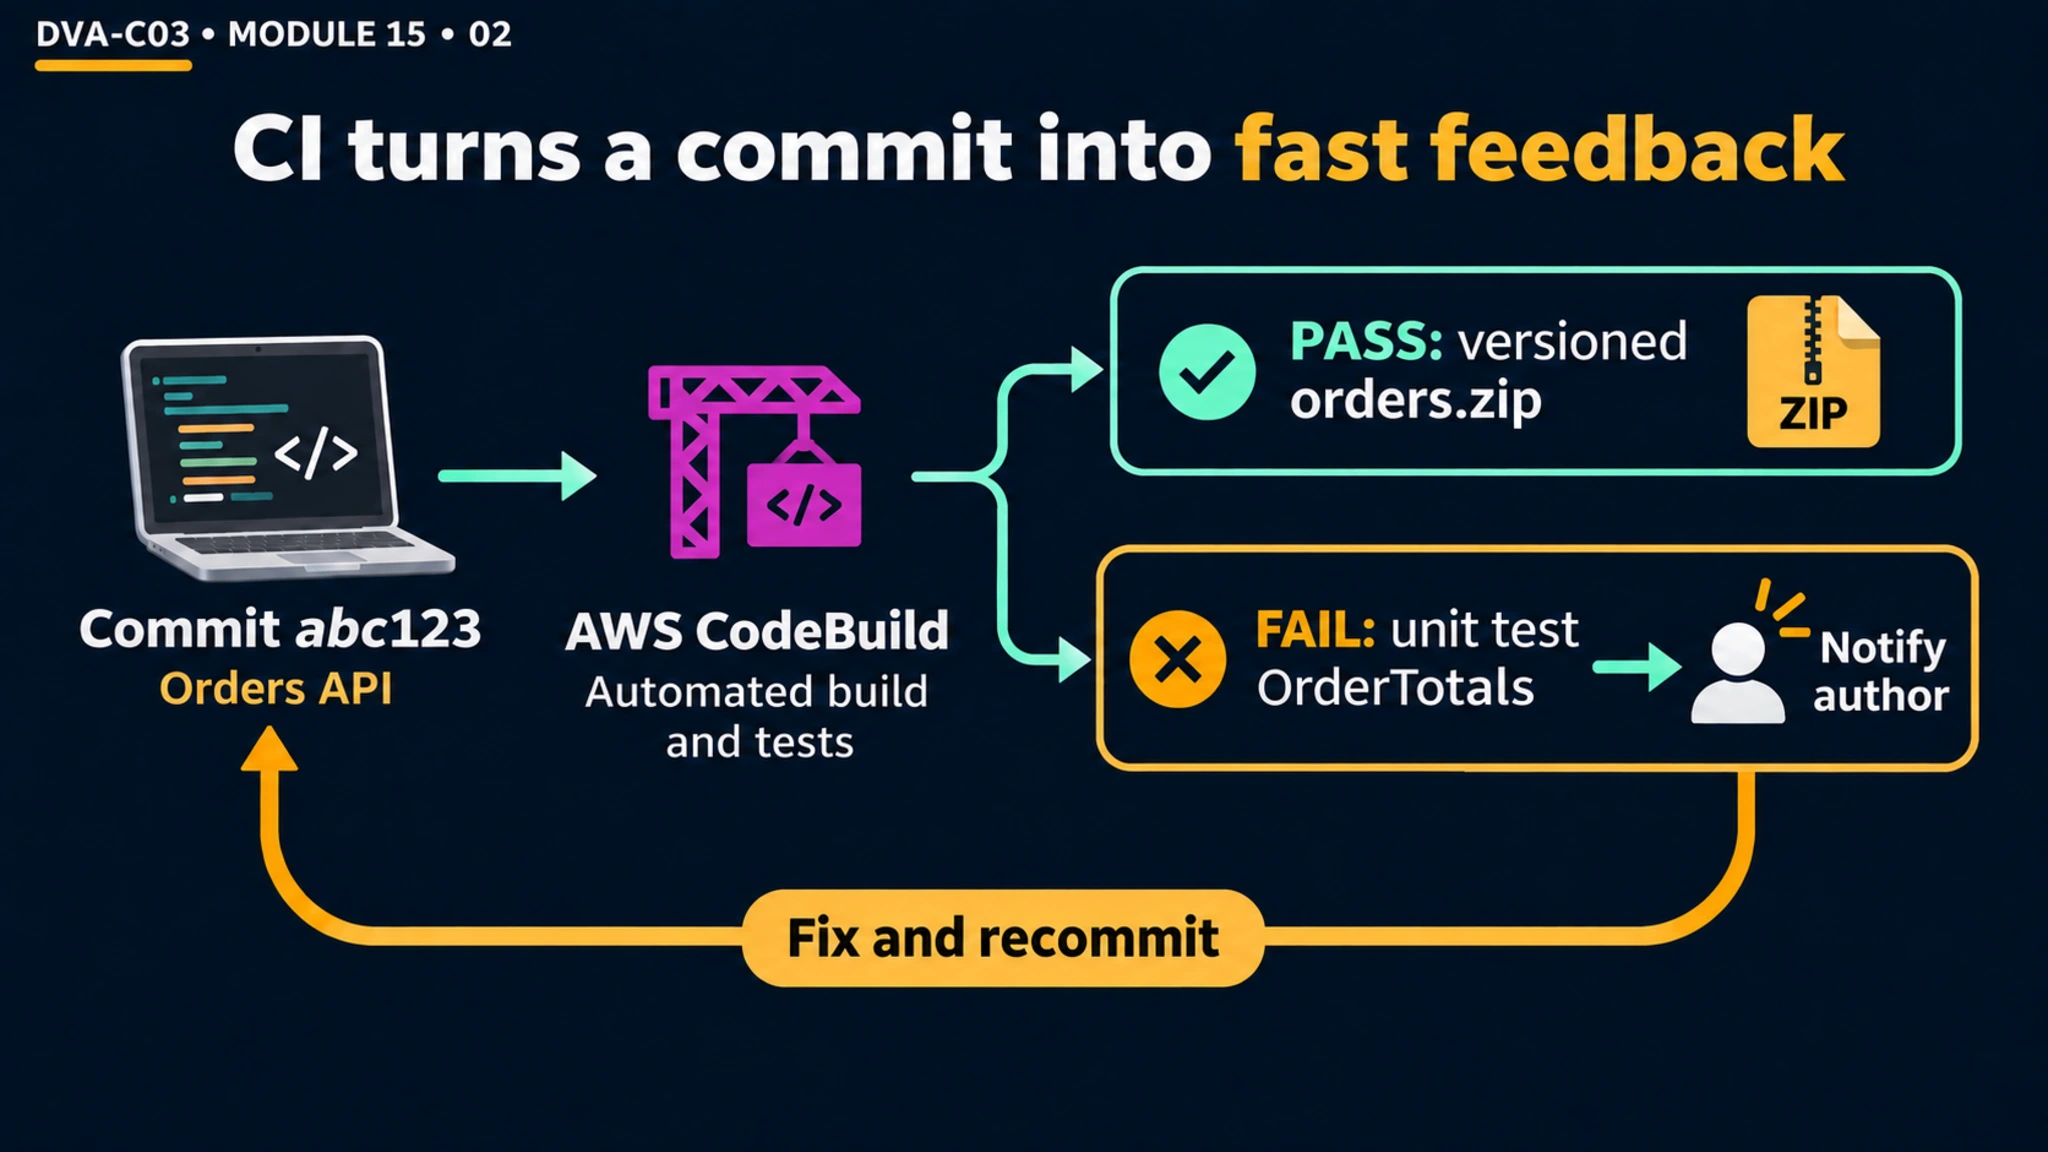 DVA-C03 • MODULE 15 • 02
CI turns a commit into fast feedback
</>
Commit abc123
Orders API
</>
AWS CodeBuild
Automated build
and tests
PASS: versioned
orders.zip
ZIP
FAIL: unit test
OrderTotals
Notify
author
Fix and recommit